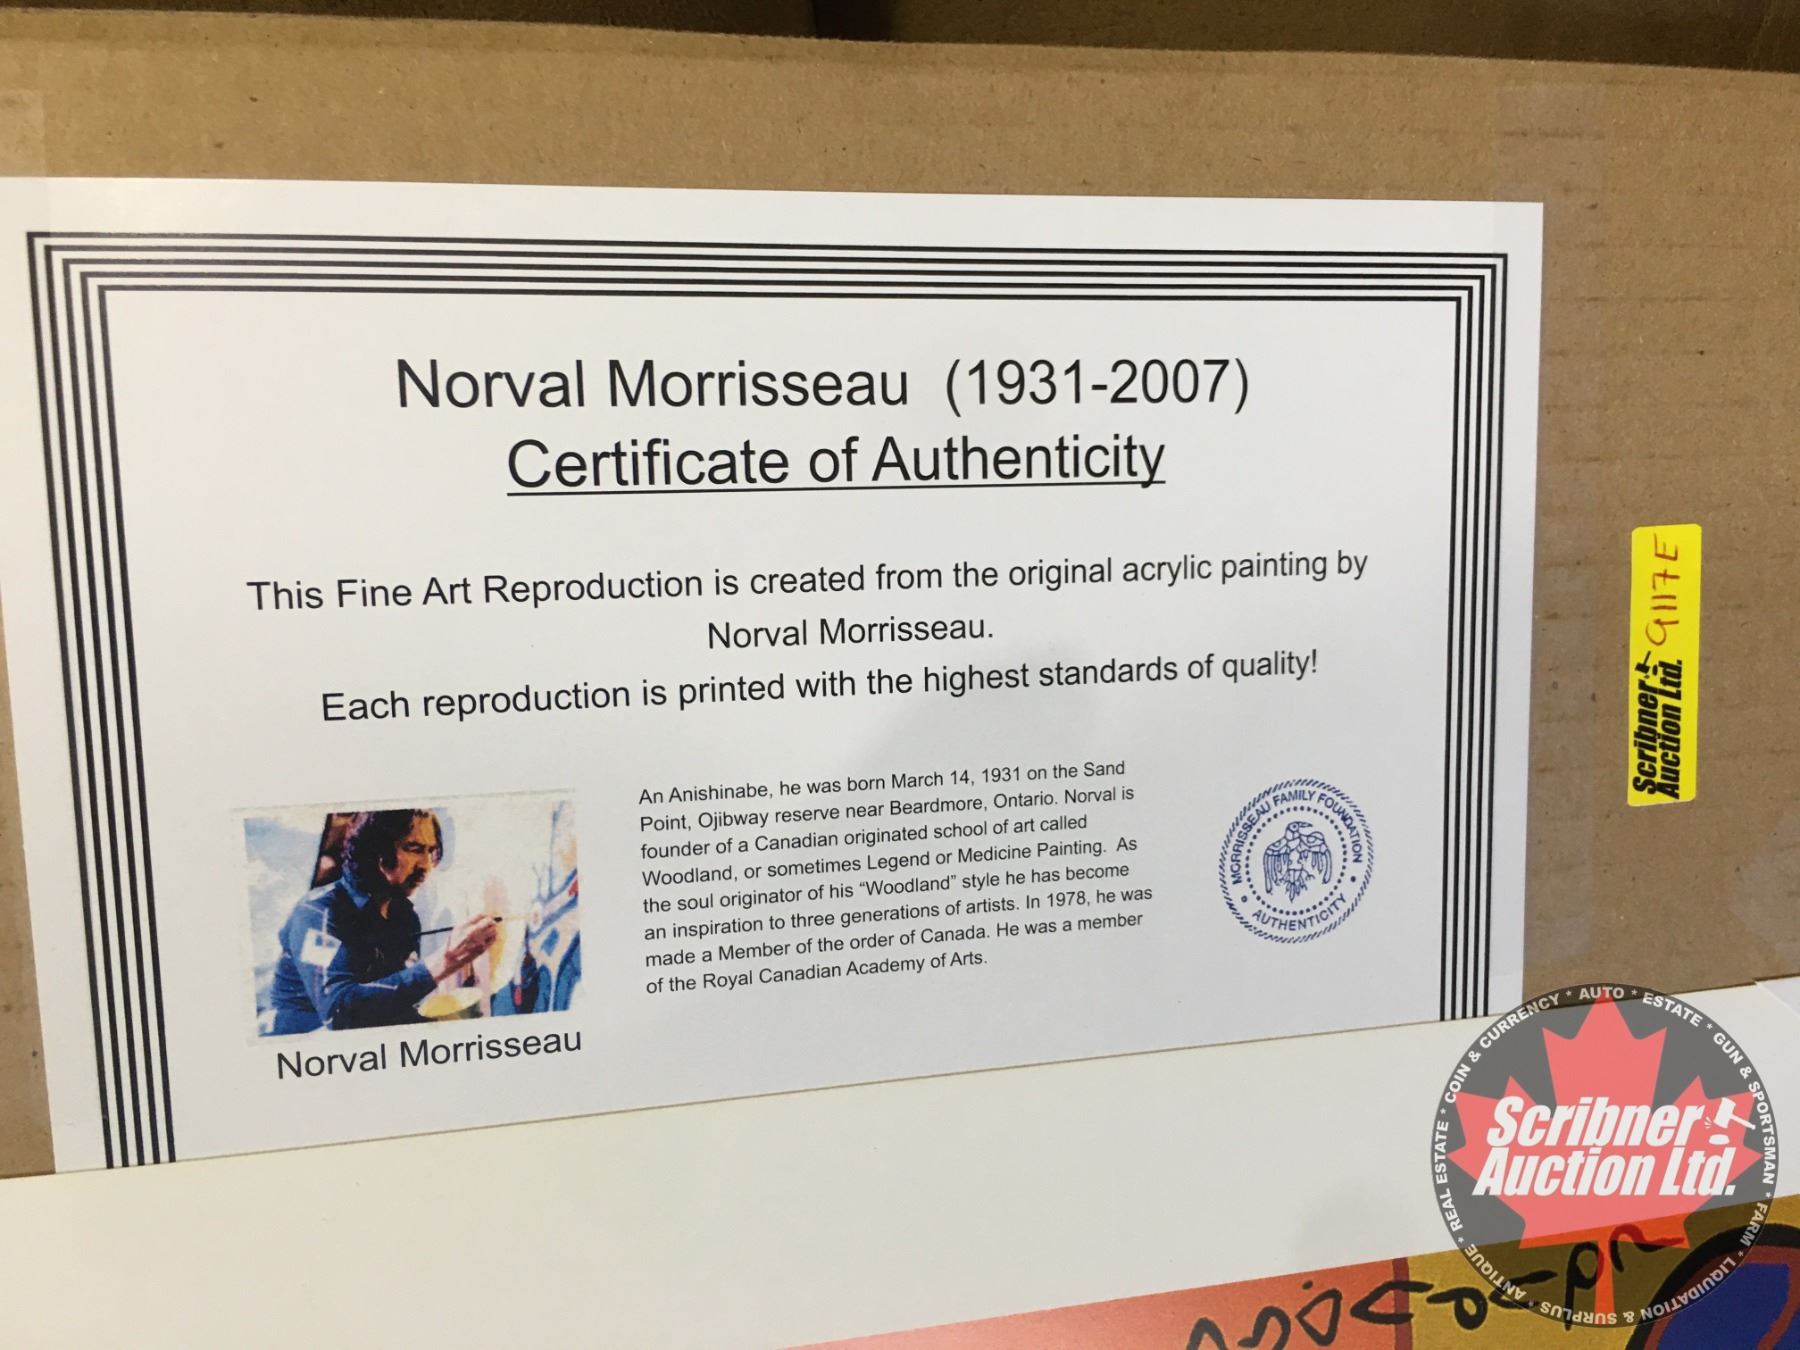 Norval Morrisseau (1931-2007)
Certificate of Authenticity
This Fine Art Reproduction is created from the original acrylic painting by
Norval Morrisseau.
Each reproduction is printed with the highest standards of quality!
An Anishinabe, he was born March 14, 1931 on the Sand
Point, Ojibway reserve near Beardmore, Ontario. Norval is
founder of a Canadian originated school of art called
Woodland, or sometimes Legend or Medicine Painting. As
the soul originator of his “Woodland” style he has become
an inspiration to three generations of artists. In 1978, he was
made a Member of the order of Canada. He was a member
of the Royal Canadian Academy of Arts.
Norval Morrisseau
MORRISSEAU FAMILY FOUNDATION
• AUTHENTICITY •
Scribner
Auction Ltd.
9117E
REAL ESTATE * COIN & CURRENCY * AUTO * ESTATE * GUN & SPORTSMAN * FARM * LIQUIDATION & SURPLUS * ANTIQUE *
Scribner
Auction Ltd.